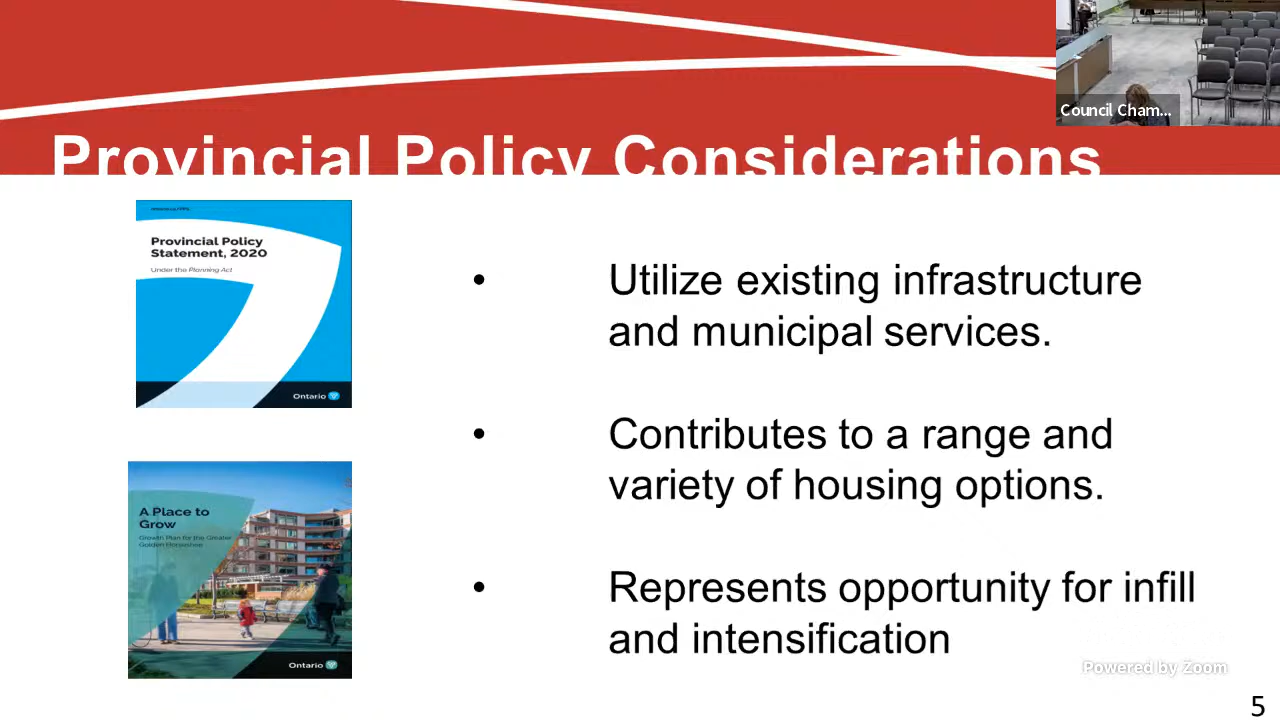 Council Cham...
Provincial Policy Considerations
Provincial Policy
Statement, 2020
Under the Planning Act
Ontario
Utilize existing infrastructure
and municipal services.
Contributes to a range and
variety of housing options.
A Place to
Grow
Growth Plan for the Greater
Golden Horseshoe
Ontario
Represents opportunity for infill
and intensification
Powered by Zoom
5